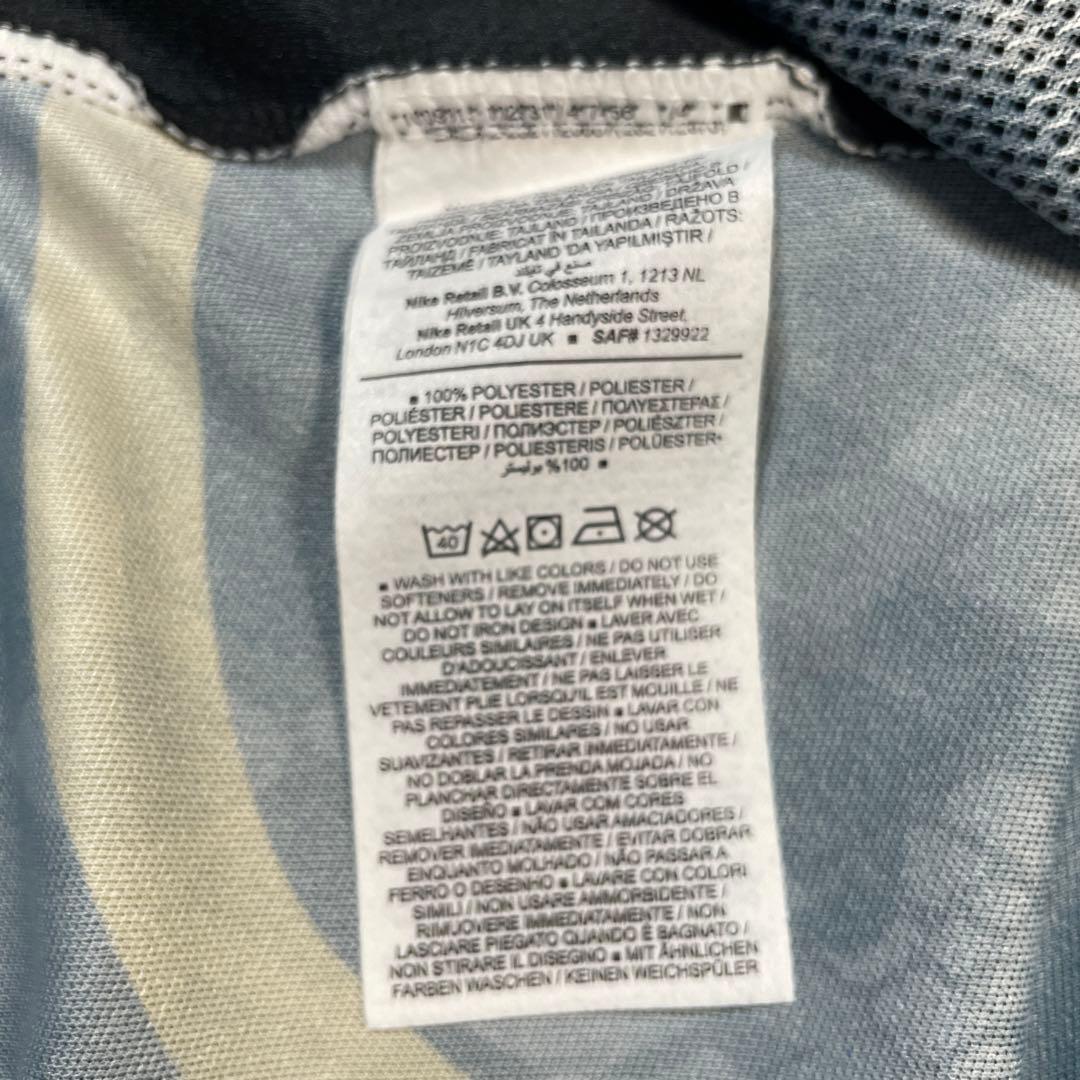 PROIZVODNJE: TAJLAND / ПРОИЗВЕДЕНО В
ТАЙЛАНД / FABRICAT ÎN TAILANDA / RAŽOTS:
TAIZEMĒ / TAYLAND 'DA YAPILMIŞTIR /
صنع في تايلاند
Nike Retail B.V. Colosseum 1, 1213 NL
Hilversum, The Netherlands
Nike Retail UK 4 Handyside Street,
London N1C 4DJ UK ▪ SAF# 1329922
▪ 100% POLYESTER / POLIESTER /
POLIÉSTER / POLIESTERE / ΠΟΛΥΕΣΤΕΡΑΣ /
POLYESTERI / ПОЛИЭСТЕР / POLIÉSZTER /
ПОЛИЕСТЕР / POLIESTERIS / POLÜESTER
100% بوليستر ▪
40
▪ WASH WITH LIKE COLORS / DO NOT USE
SOFTENERS / REMOVE IMMEDIATELY / DO
NOT ALLOW TO LAY ON ITSELF WHEN WET /
DO NOT IRON DESIGN ▪ LAVER AVEC
COULEURS SIMILAIRES / NE PAS UTILISER
D'ADOUCISSANT / ENLEVER
IMMEDIATEMENT / NE PAS LAISSER LE
VETEMENT PLIE LORSQU'IL EST MOUILLE / NE
PAS REPASSER LE DESSIN ▪ LAVAR CON
COLORES SIMILARES / NO USAR
SUAVIZANTES / RETIRAR INMEDIATAMENTE /
NO DOBLAR LA PRENDA MOJADA / NO
PLANCHAR DIRECTAMENTE SOBRE EL
DISEÑO ▪ LAVAR COM CORES
SEMELHANTES / NÃO USAR AMACIADORES /
REMOVER IMEDIATAMENTE / EVITAR DOBRAR
ENQUANTO MOLHADO / NÃO PASSAR A
FERRO O DESENHO ▪ LAVARE CON COLORI
SIMILI / NON USARE AMMORBIDENTE /
RIMUOVERE IMMEDIATAMENTE / NON
LASCIARE PIEGATO QUANDO È BAGNATO /
NON STIRARE IL DISEGNO ▪ MIT ÄHNLICHEN
FARBEN WASCHEN / KEINEN WEICHSPÜLER